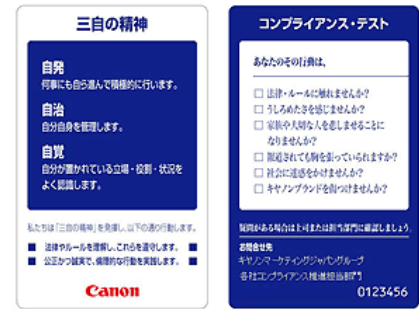 三自の精神
自発
何事にも自ら進んで積極的に行います。
自治
自分自身を管理します。
自覚
自分が置かれている立場・役割・状況を
よく認識します。
私たちは「三自の精神」を発揮し、以下の通り行動します。
■ 法律やルールを理解し、これらを遵守します。 ■
■ 公正かつ誠実で、倫理的な行動を実践します。 ■
Canon
コンプライアンス・テスト
あなたのその行動は、
□ 法律・ルールに触れませんか?
□ うしろめたさを感じませんか?
□ 家族や大切な人を悲しませることに
なりませんか?
□ 報道されても胸を張っていられますか?
□ 社会に迷惑をかけませんか?
□ キヤノンブランドを傷つけませんか?
疑問がある場合は上司または担当部門に確認しましょう。
お問合せ先
キヤノンマーケティングジャパングループ
各社コンプライアンス推進担当部門
0123456